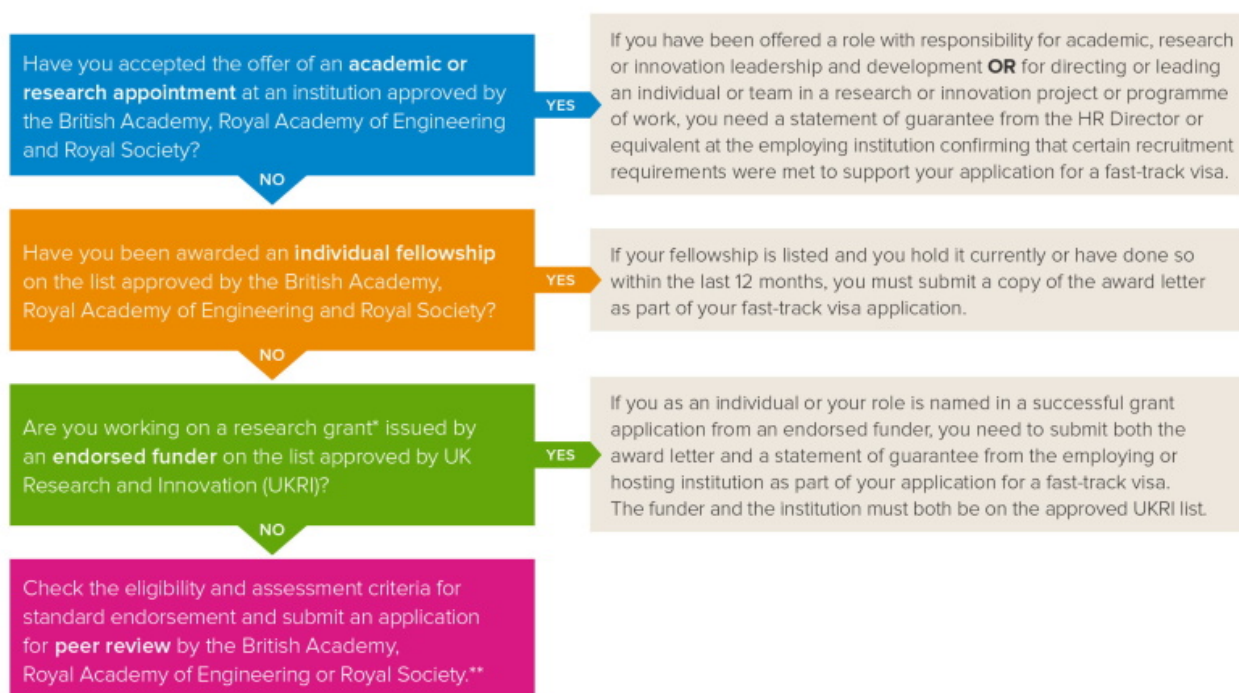 Have you accepted the offer of an academic or
research appointment at an institution approved by
the British Academy, Royal Academy of Engineering
and Royal Society?
YES
If you have been offered a role with responsibility for academic, research
or innovation leadership and development OR for directing or leading
an individual or team in a research or innovation project or programme
of work, you need a statement of guarantee from the HR Director or
equivalent at the employing institution confirming that certain recruitment
requirements were met to support your application for a fast-track visa.
NO
Have you been awarded an individual fellowship
on the list approved by the British Academy,
Royal Academy of Engineering and Royal Society?
YES
If your fellowship is listed and you hold it currently or have done so
within the last 12 months, you must submit a copy of the award letter
as part of your fast-track visa application.
NO
Are you working on a research grant* issued by
an endorsed funder on the list approved by UK
Research and Innovation (UKRI)?
YES
If you as an individual or your role is named in a successful grant
application from an endorsed funder, you need to submit both the
award letter and a statement of guarantee from the employing or
hosting institution as part of your application for a fast-track visa.
The funder and the institution must both be on the approved UKRI list.
NO
Check the eligibility and assessment criteria for
standard endorsement and submit an application
for peer review by the British Academy,
Royal Academy of Engineering or Royal Society.**